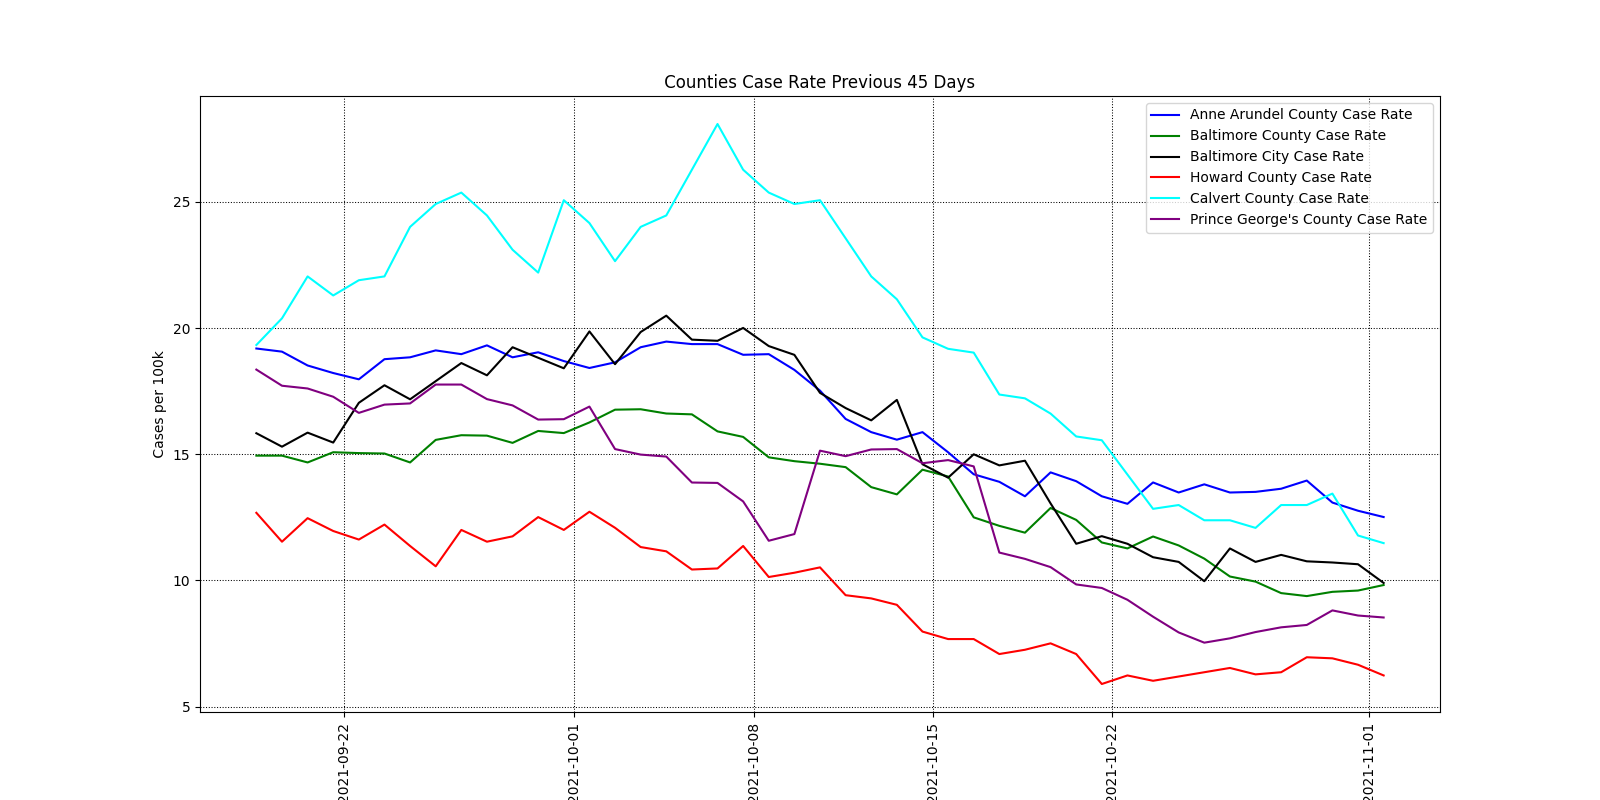 Counties Case Rate Previous 45 Days
Anne Arundel County Case Rate
Baltimore County Case Rate
Baltimore City Case Rate
Howard County Case Rate
Calvert County Case Rate
Prince George's County Case Rate
Cases per 100k
25
20
15
10
5
2021-09-22
2021-10-01
2021-10-08
2021-10-15
2021-10-22
2021-11-01